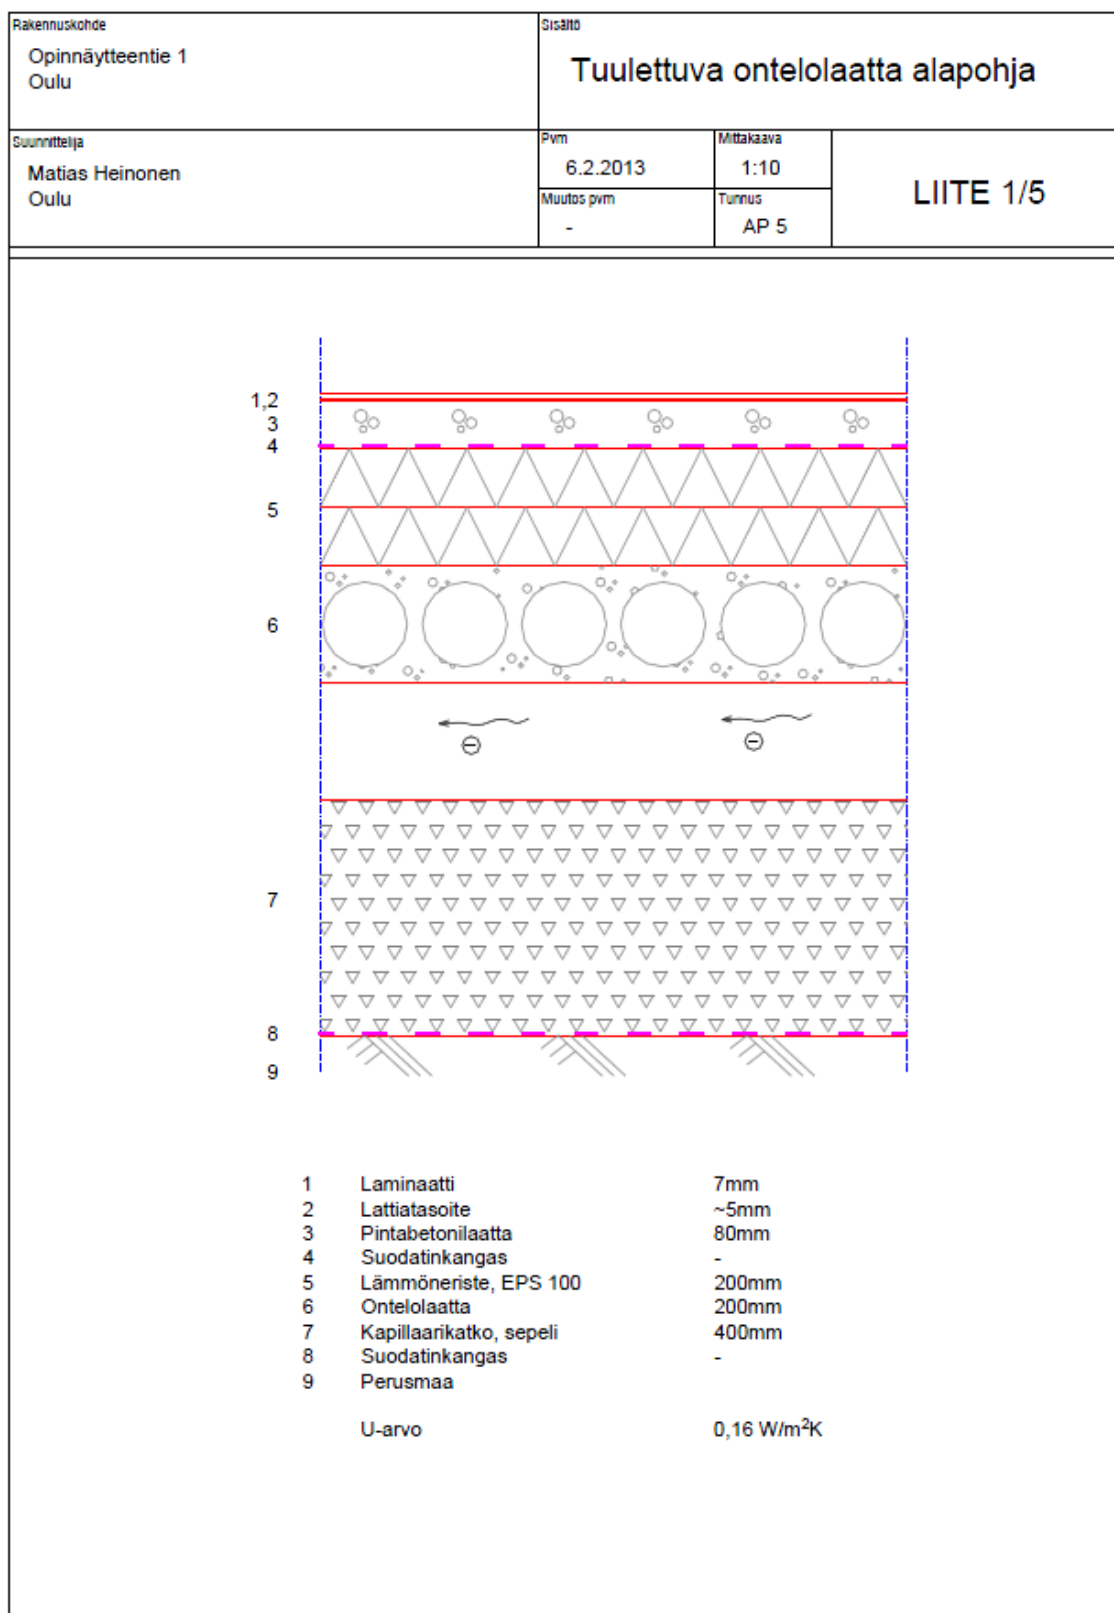 Rakennuskohde
Opinnäytteentie 1
Oulu
Sisältö
Tuulettuva ontelolaatta alapohja
Suunnittelija
Matias Heinonen
Oulu
Pvm
6.2.2013
Mittakaava
1:10
Muutos pvm
-
Tunnus
AP 5
LIITE 1/5
1,2
3
4
5
6
7
8
9
1 Laminaatti 7mm
2 Lattiatasoite ~5mm
3 Pintabetonilaatta 80mm
4 Suodatinkangas -
5 Lämmöneriste, EPS 100 200mm
6 Ontelolaatta 200mm
7 Kapillaarikatko, sepeli 400mm
8 Suodatinkangas -
9 Perusmaa
U-arvo 0,16 W/m²K